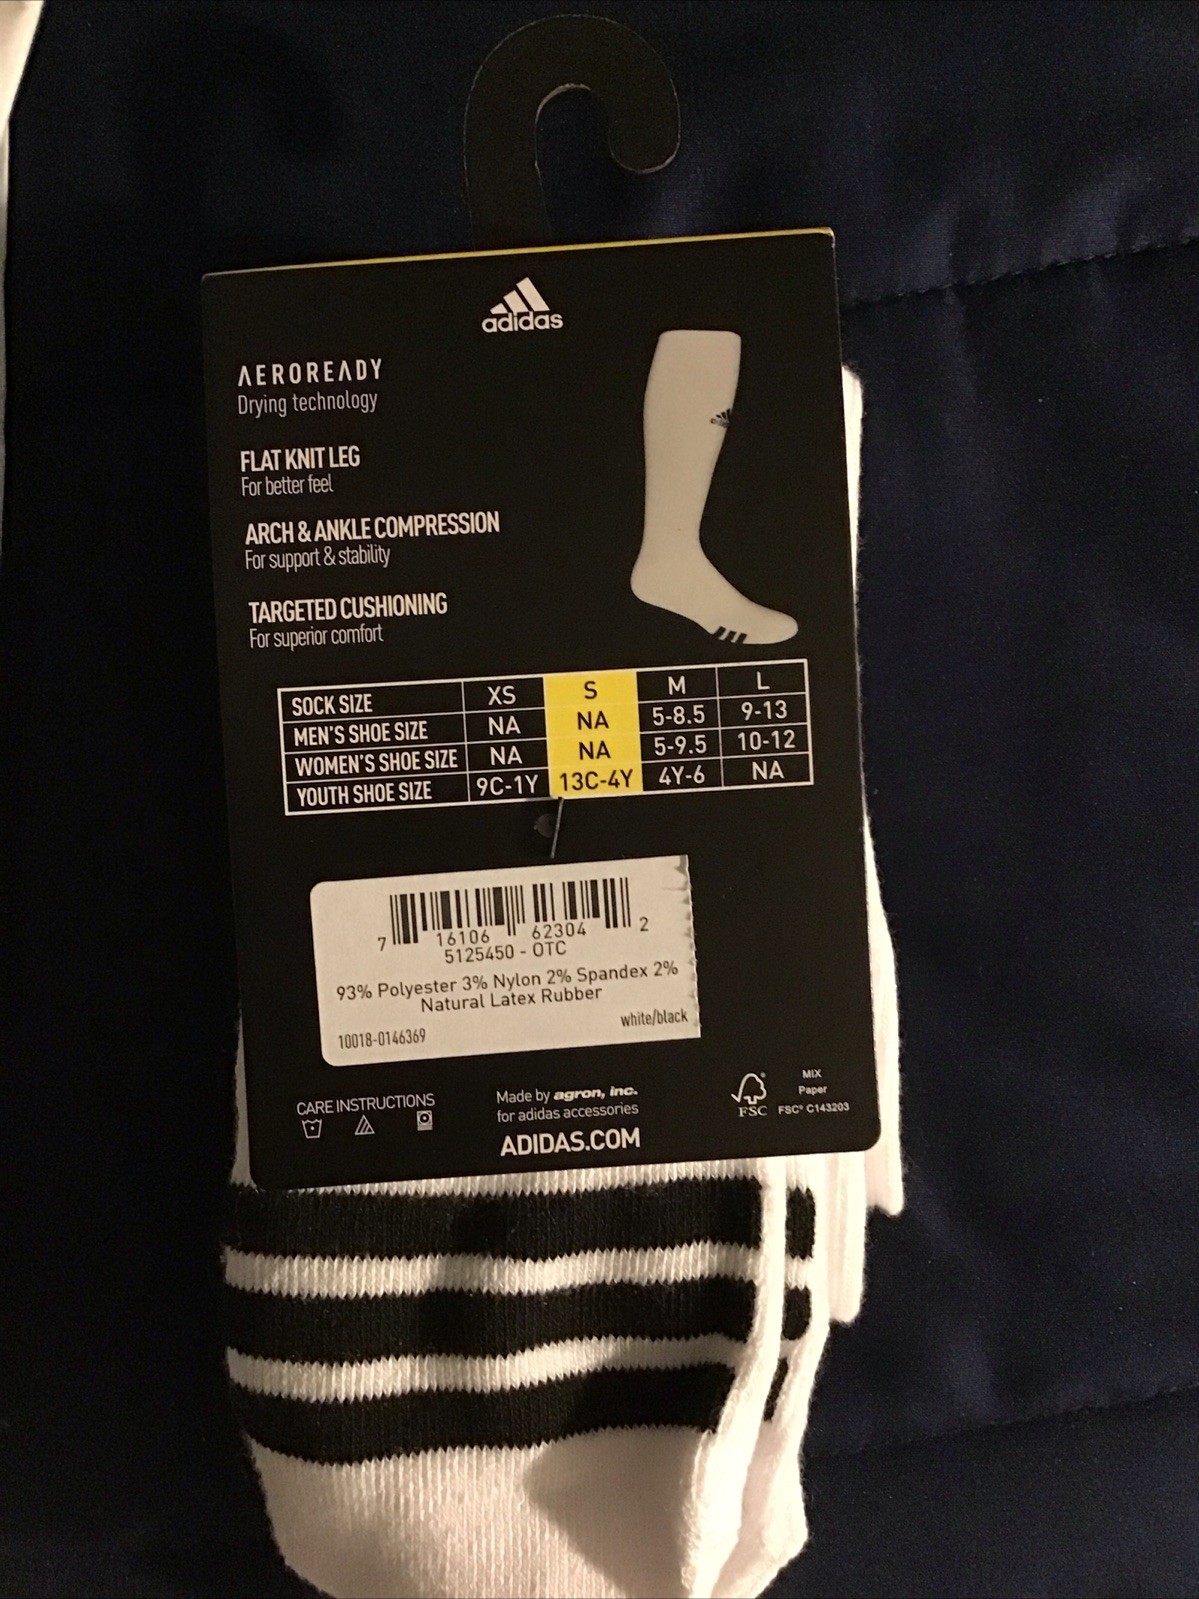 adidas
AEROREADY
Drying technology
FLAT KNIT LEG
For better feel
ARCH & ANKLE COMPRESSION
For support & stability
TARGETED CUSHIONING
For superior comfort
SOCK SIZE XS S M L
MEN'S SHOE SIZE NA NA 5-8.5 9-13
WOMEN'S SHOE SIZE NA NA 5-9.5 10-12
YOUTH SHOE SIZE 9C-1Y 13C-4Y 4Y-6 NA
7 16106 62304 2
5125450 - OTC
93% Polyester 3% Nylon 2% Spandex 2%
Natural Latex Rubber
white/black
10018-0146369
CARE INSTRUCTIONS
Made by agron, inc.
for adidas accessories
ADIDAS.COM
FSC®
MIX
Paper
FSC® C143203